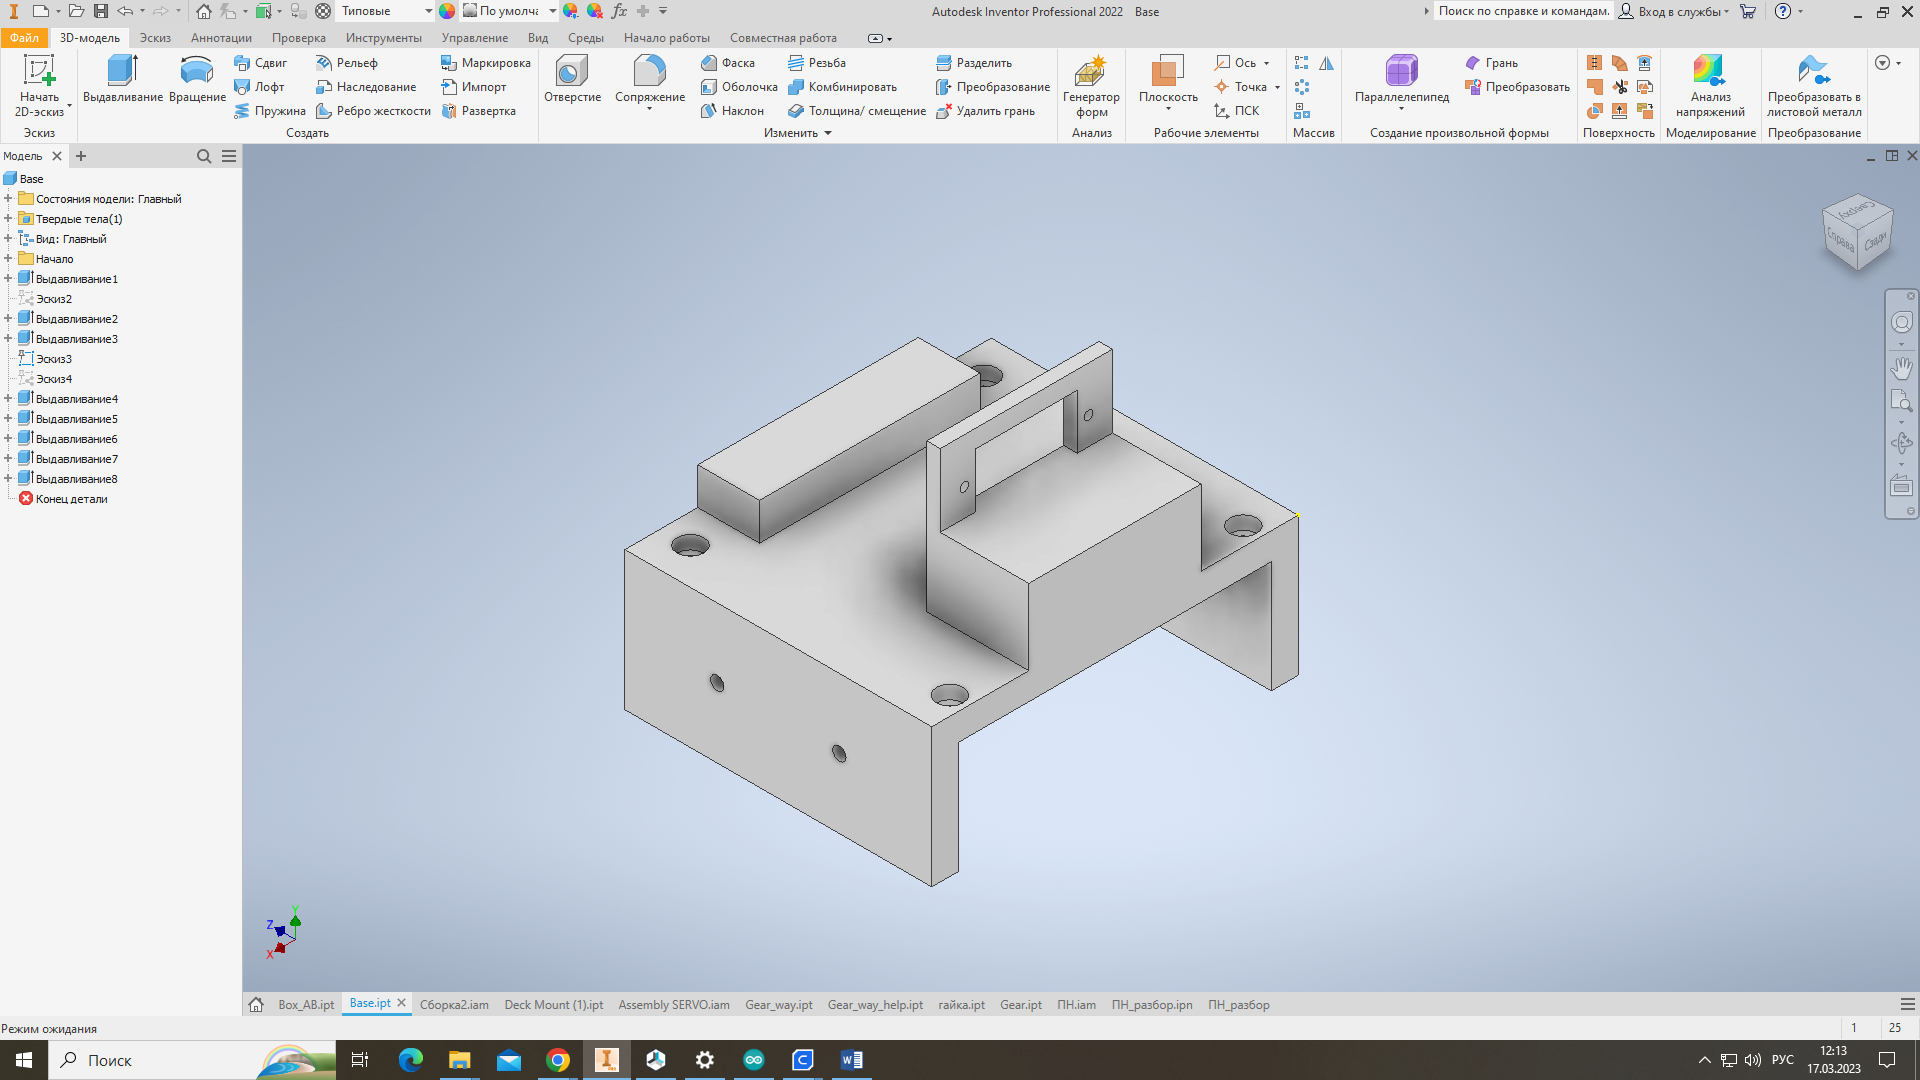 Типовые
По умолча
fx
Autodesk Inventor Professional 2022 Base
Поиск по справке и командам.
Вход в службы
Файл 3D-модель Эскиз Аннотации Проверка Инструменты Управление Вид Среды Начало работы Совместная работа
Начать 2D-эскиз
Эскиз
Выдавливание
Вращение
Сдвиг
Лофт
Пружина
Рельеф
Наследование
Ребро жесткости
Маркировка
Импорт
Развертка
Создать
Отверстие
Сопряжение
Фаска
Оболочка
Наклон
Резьба
Комбинировать
Толщина/ смещение
Разделить
Преобразование
Удалить грань
Изменить
Генератор форм
Анализ
Плоскость
Ось
Точка
ПСК
Рабочие элементы
Массив
Параллелепипед
Грань
Преобразовать
Создание произвольной формы
Поверхность
Анализ напряжений
Моделирование
Преобразовать в листовой металл
Преобразование
Модель
Base
Состояния модели: Главный
Твердые тела(1)
Вид: Главный
Начало
Выдавливание1
Эскиз2
Выдавливание2
Выдавливание3
Эскиз3
Эскиз4
Выдавливание4
Выдавливание5
Выдавливание6
Выдавливание7
Выдавливание8
Конец детали
Сверху
Справа
Сзади
Y
Z
X
Box_AB.ipt Base.ipt Сборка2.iam Deck Mount (1).ipt Assembly SERVO.iam Gear_way.ipt Gear_way_help.ipt гайка.ipt Gear.ipt ПН.iam ПН_разбор.ipn ПН_разбор
Режим ожидания
1 25
Поиск
РУС
12:13
17.03.2023